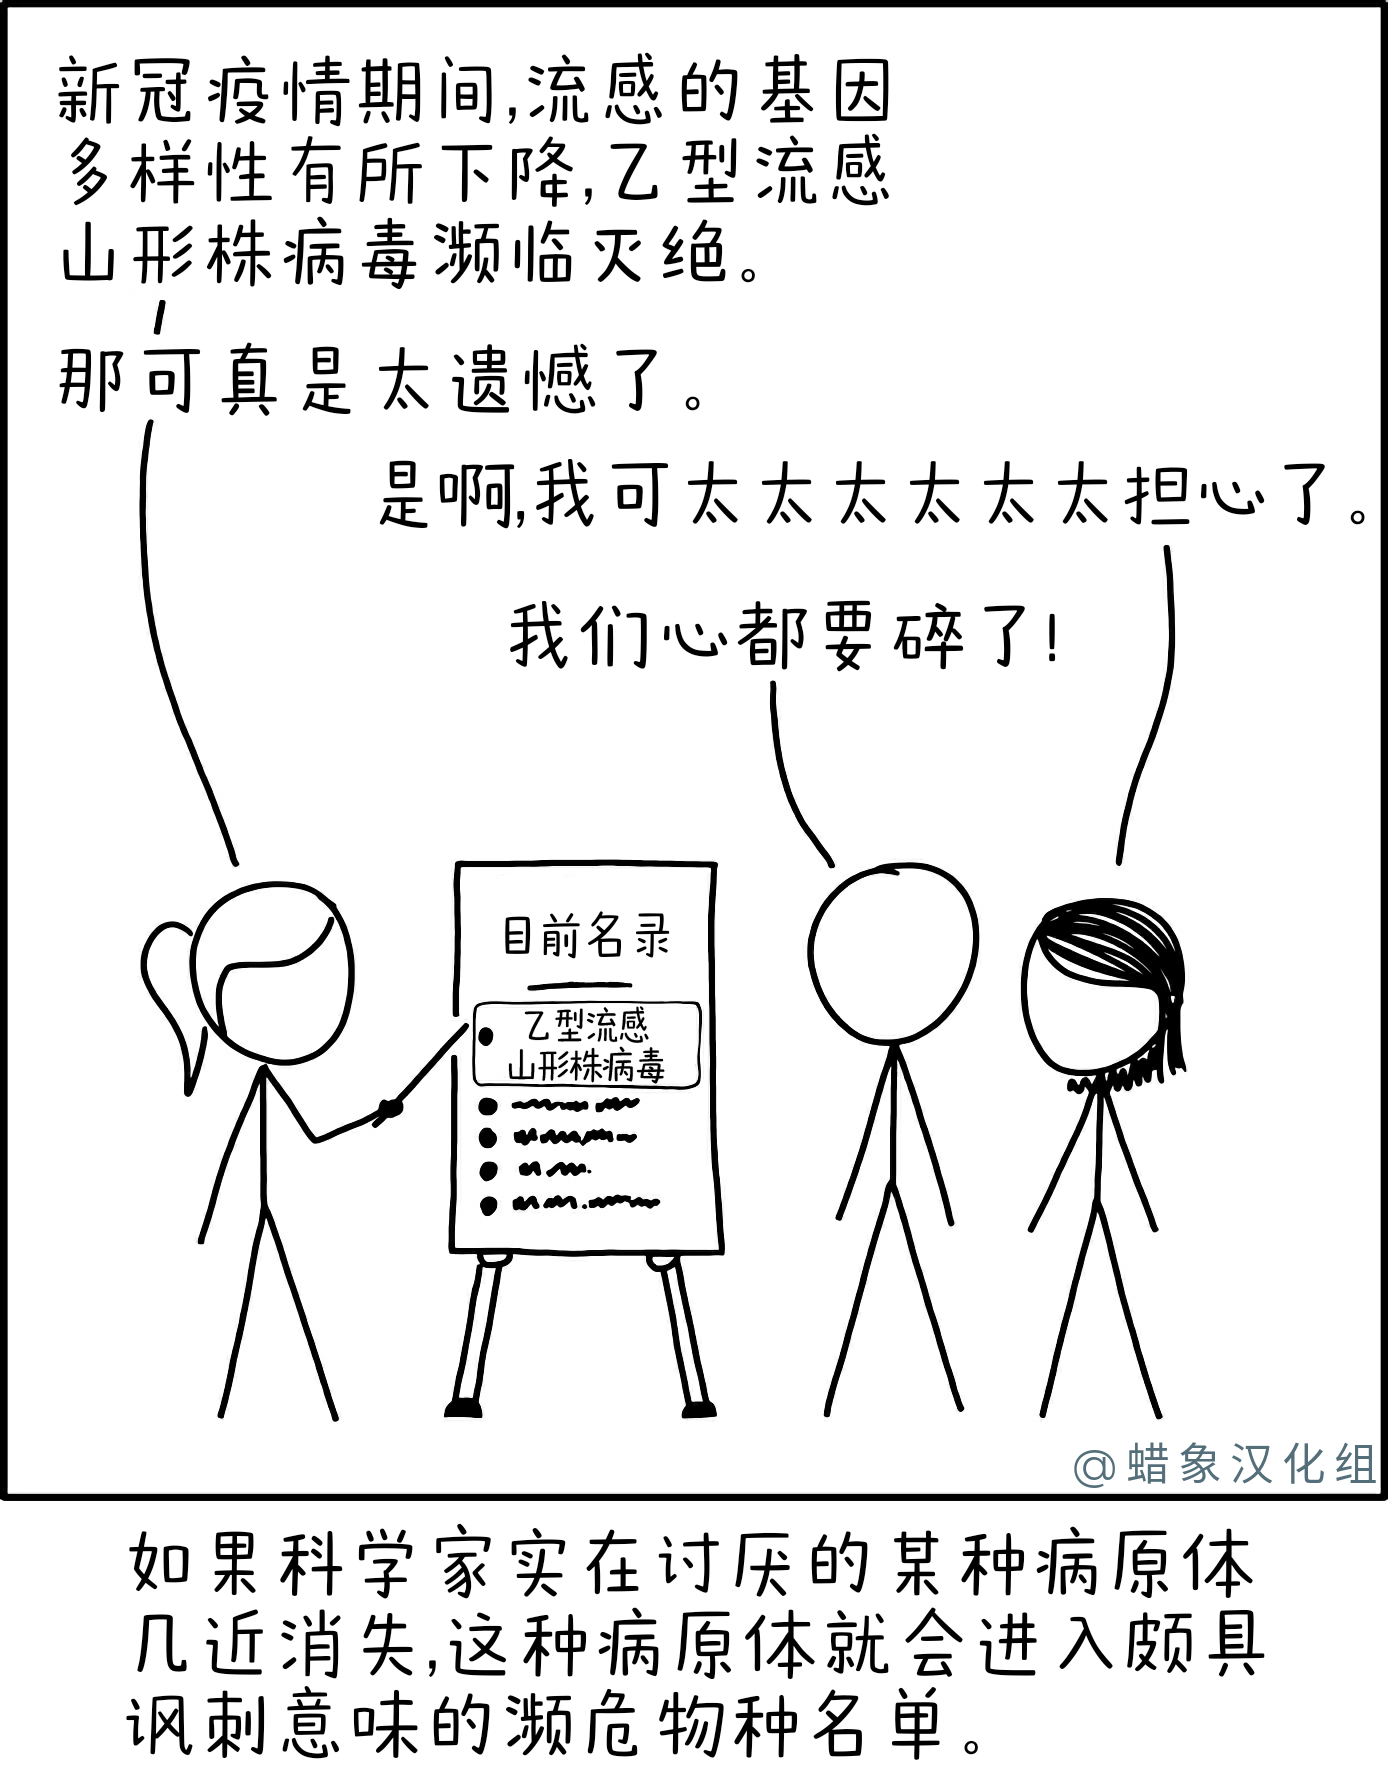 新冠疫情期间,流感的基因
多样性有所下降,乙型流感
山形株病毒濒临灭绝。
那可真是太遗憾了。
是啊,我可太太太太太太担心了。
我们心都要碎了!
目前名录
乙型流感
山形株病毒
@蜡象汉化组
如果科学家实在讨厌的某种病原体
几近消失,这种病原体就会进入颇具
讽刺意味的濒危物种名单。